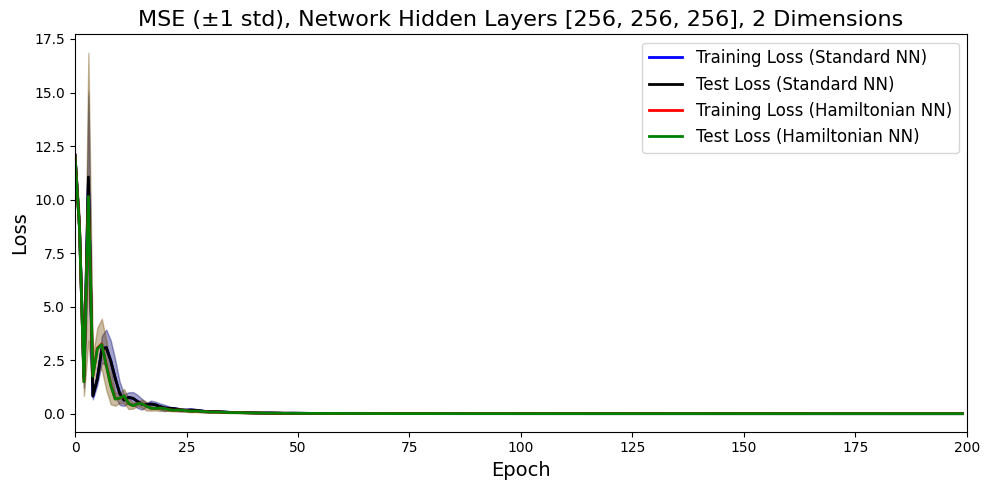 MSE (±1 std), Network Hidden Layers [256, 256, 256], 2 Dimensions
17.5
15.0
12.5
10.0
7.5
5.0
2.5
0.0
Loss
Training Loss (Standard NN)
Test Loss (Standard NN)
Training Loss (Hamiltonian NN)
Test Loss (Hamiltonian NN)
0 25 50 75 100 125 150 175 200
Epoch